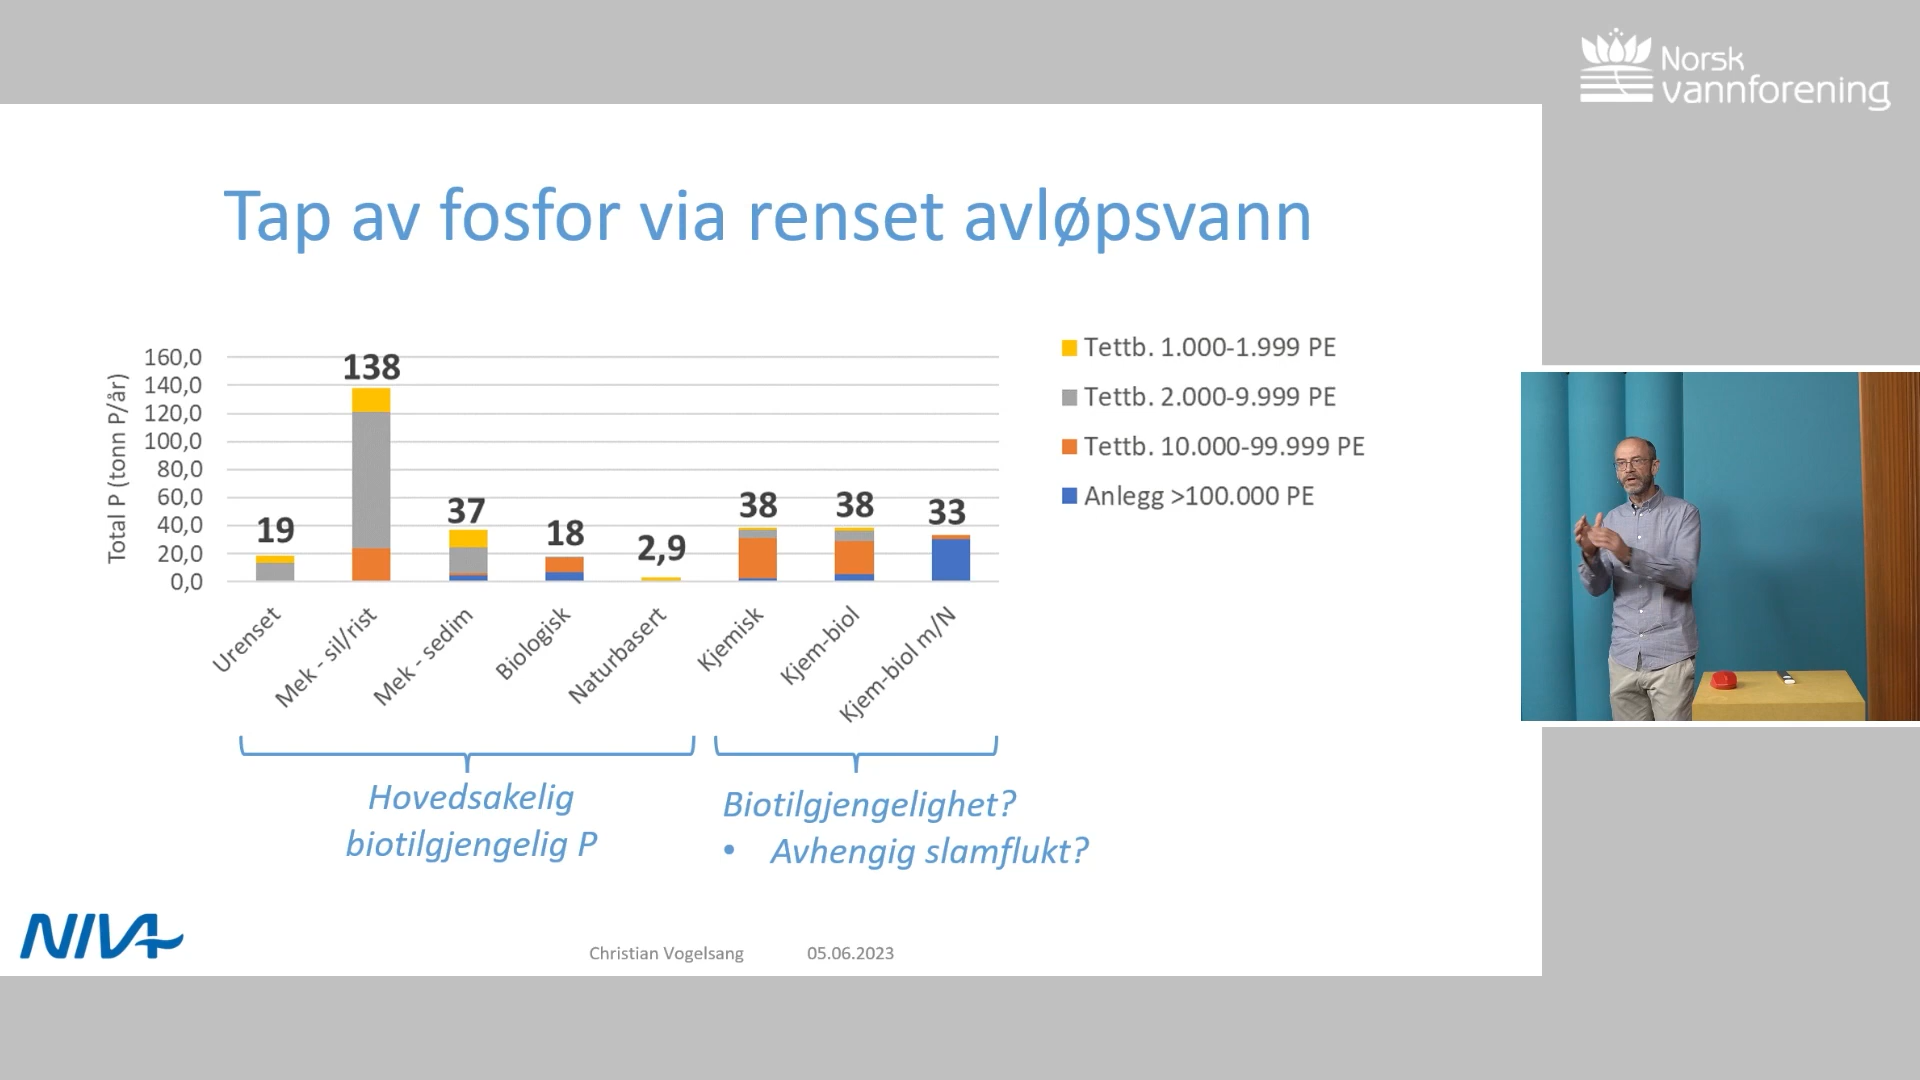 Norsk
vannforening
Tap av fosfor via renset avløpsvann
Total P (tonn P/år)
160,0
140,0
120,0
100,0
80,0
60,0
40,0
20,0
0,0
19
138
37
18
2,9
38
38
33
Urenset
Mek - sil/rist
Mek - sedim
Biologisk
Naturbasert
Kjemisk
Kjem-biol
Kjem-biol m/N
Tettb. 1.000-1.999 PE
Tettb. 2.000-9.999 PE
Tettb. 10.000-99.999 PE
Anlegg >100.000 PE
Hovedsakelig
biotilgjengelig P
Biotilgjengelighet?
• Avhengig slamflukt?
NIVA
Christian Vogelsang 05.06.2023